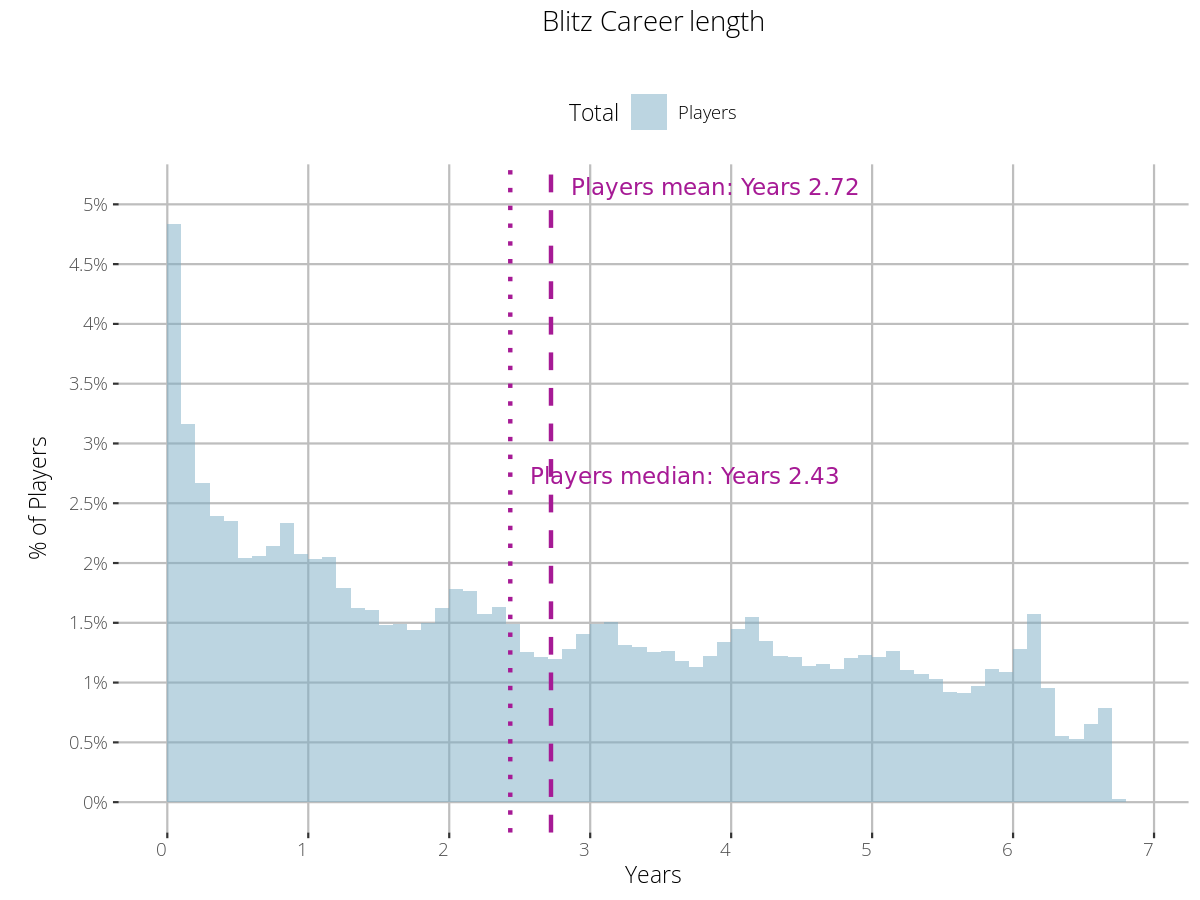 Blitz Career length
Total Players
Players mean: Years 2.72
5%
4.5%
4%
3.5%
3%
Players median: Years 2.43
2.5%
2%
1.5%
1%
0.5%
0%
% of Players
0 1 2 3 4 5 6 7
Years